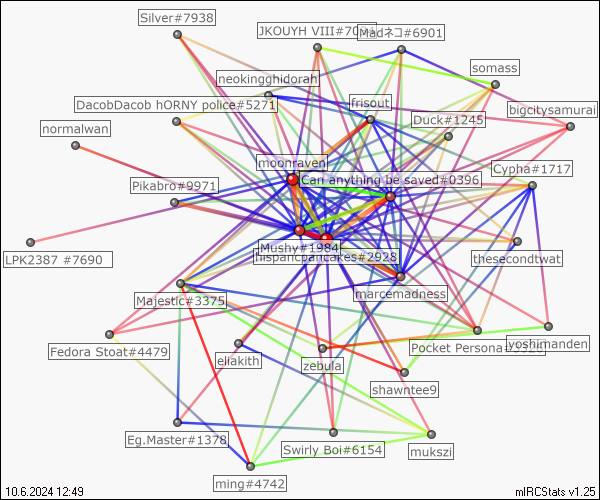 Silver#7938
JKOUYH VIII#70
Madネコ#6901
somass
neokingghidorah
DacobDacob hORNY police#5271
frisout
bigcitysamurai
Duck#1245
normalwan
moonraven
Cypha#1717
Can anything be saved#0396
Pikabro#9971
Mushy#1984
LPK2387 #7690
hispancpancakes#2928
thesecondtwat
Majestic#3375
marcemadness
Fedora Stoat#4479
eliakith
zebula
Pocket Persona
yoshimanden
shawntee9
Eg.Master#1378
Swirly Boi#6154
mukszi
ming#4742
10.6.2024 12:49
mIRCStats v1.25